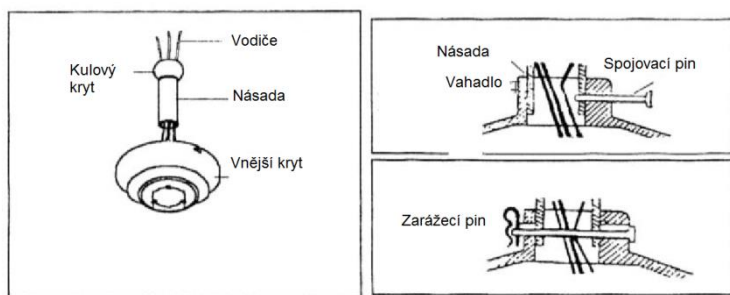 Vodiče
Kulový
kryt
Násada
Vnější kryt
Násada
Vahadlo
Spojovací pin
Zarážecí pin